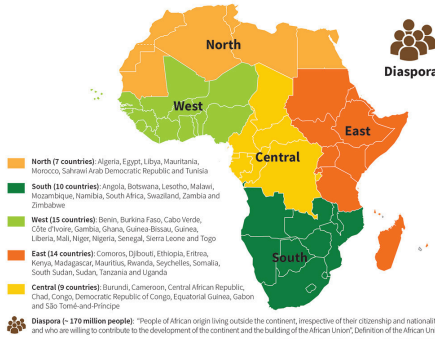 North
Diaspora
West
East
Central
South
North (7 countries): Algeria, Egypt, Libya, Mauritania,
Morocco, Sahrawi Arab Democratic Republic and Tunisia
South (10 countries): Angola, Botswana, Lesotho, Malawi,
Mozambique, Namibia, South Africa, Swaziland, Zambia and
Zimbabwe
West (15 countries): Benin, Burkina Faso, Cabo Verde,
Côte d'Ivoire, Gambia, Ghana, Guinea-Bissau, Guinea,
Liberia, Mali, Niger, Nigeria, Senegal, Sierra Leone and Togo
East (14 countries): Comoros, Djibouti, Ethiopia, Eritrea,
Kenya, Madagascar, Mauritius, Rwanda, Seychelles, Somalia,
South Sudan, Sudan, Tanzania and Uganda
Central (9 countries): Burundi, Cameroon, Central African Republic,
Chad, Congo, Democratic Republic of Congo, Equatorial Guinea, Gabon
and São Tomé-and-Príncipe
Diaspora (~ 170 million people): "People of African origin living outside the continent, irrespective of their citizenship and nationalit
and who are willing to contribute to the development of the continent and the building of the African Union", Definition of the African Uni